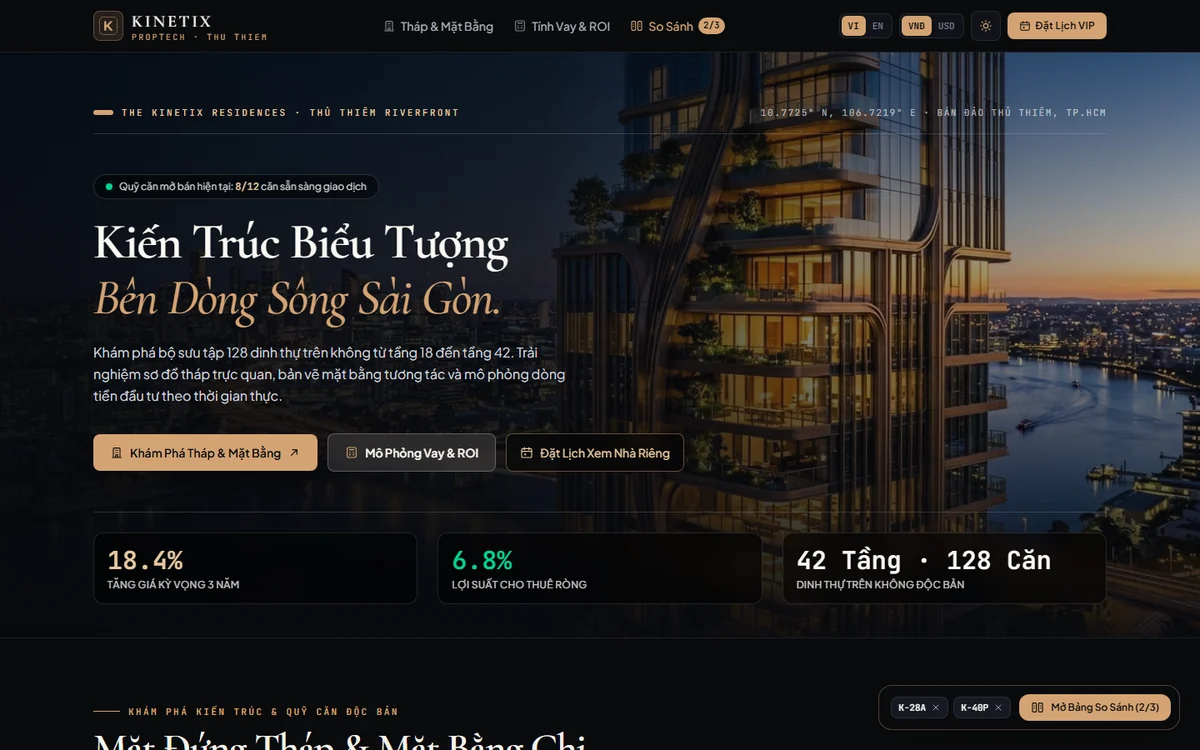 K
KINETIX
PROPTECH · THU THIEM
Tháp & Mặt Bằng
Tính Vay & ROI
So Sánh 2/3
VI EN
VNĐ USD
Đặt Lịch VIP
THE KINETIX RESIDENCES · THỦ THIÊM RIVERFRONT
10.7725° N, 106.7219° E · BÁN ĐẢO THỦ THIÊM, TP.HCM
Quỹ căn mở bán hiện tại: 8/12 căn sẵn sàng giao dịch
Kiến Trúc Biểu Tượng
Bên Dòng Sông Sài Gòn.
Khám phá bộ sưu tập 128 dinh thự trên không từ tầng 18 đến tầng 42. Trải
nghiệm sơ đồ tháp trực quan, bản vẽ mặt bằng tương tác và mô phỏng dòng
tiền đầu tư theo thời gian thực.
Khám Phá Tháp & Mặt Bằng
Mô Phỏng Vay & ROI
Đặt Lịch Xem Nhà Riêng
18.4%
TĂNG GIÁ KỲ VỌNG 3 NĂM
6.8%
LỢI SUẤT CHO THUÊ RÒNG
42 Tầng · 128 Căn
DINH THỰ TRÊN KHÔNG ĐỘC BẢN
KHÁM PHÁ KIẾN TRÚC & QUỸ CĂN ĐỘC BẢN
Mặt Đứng Tháp & Mặt Bằng Chi
K-28A ×
K-40P ×
Mở Bảng So Sánh (2/3)